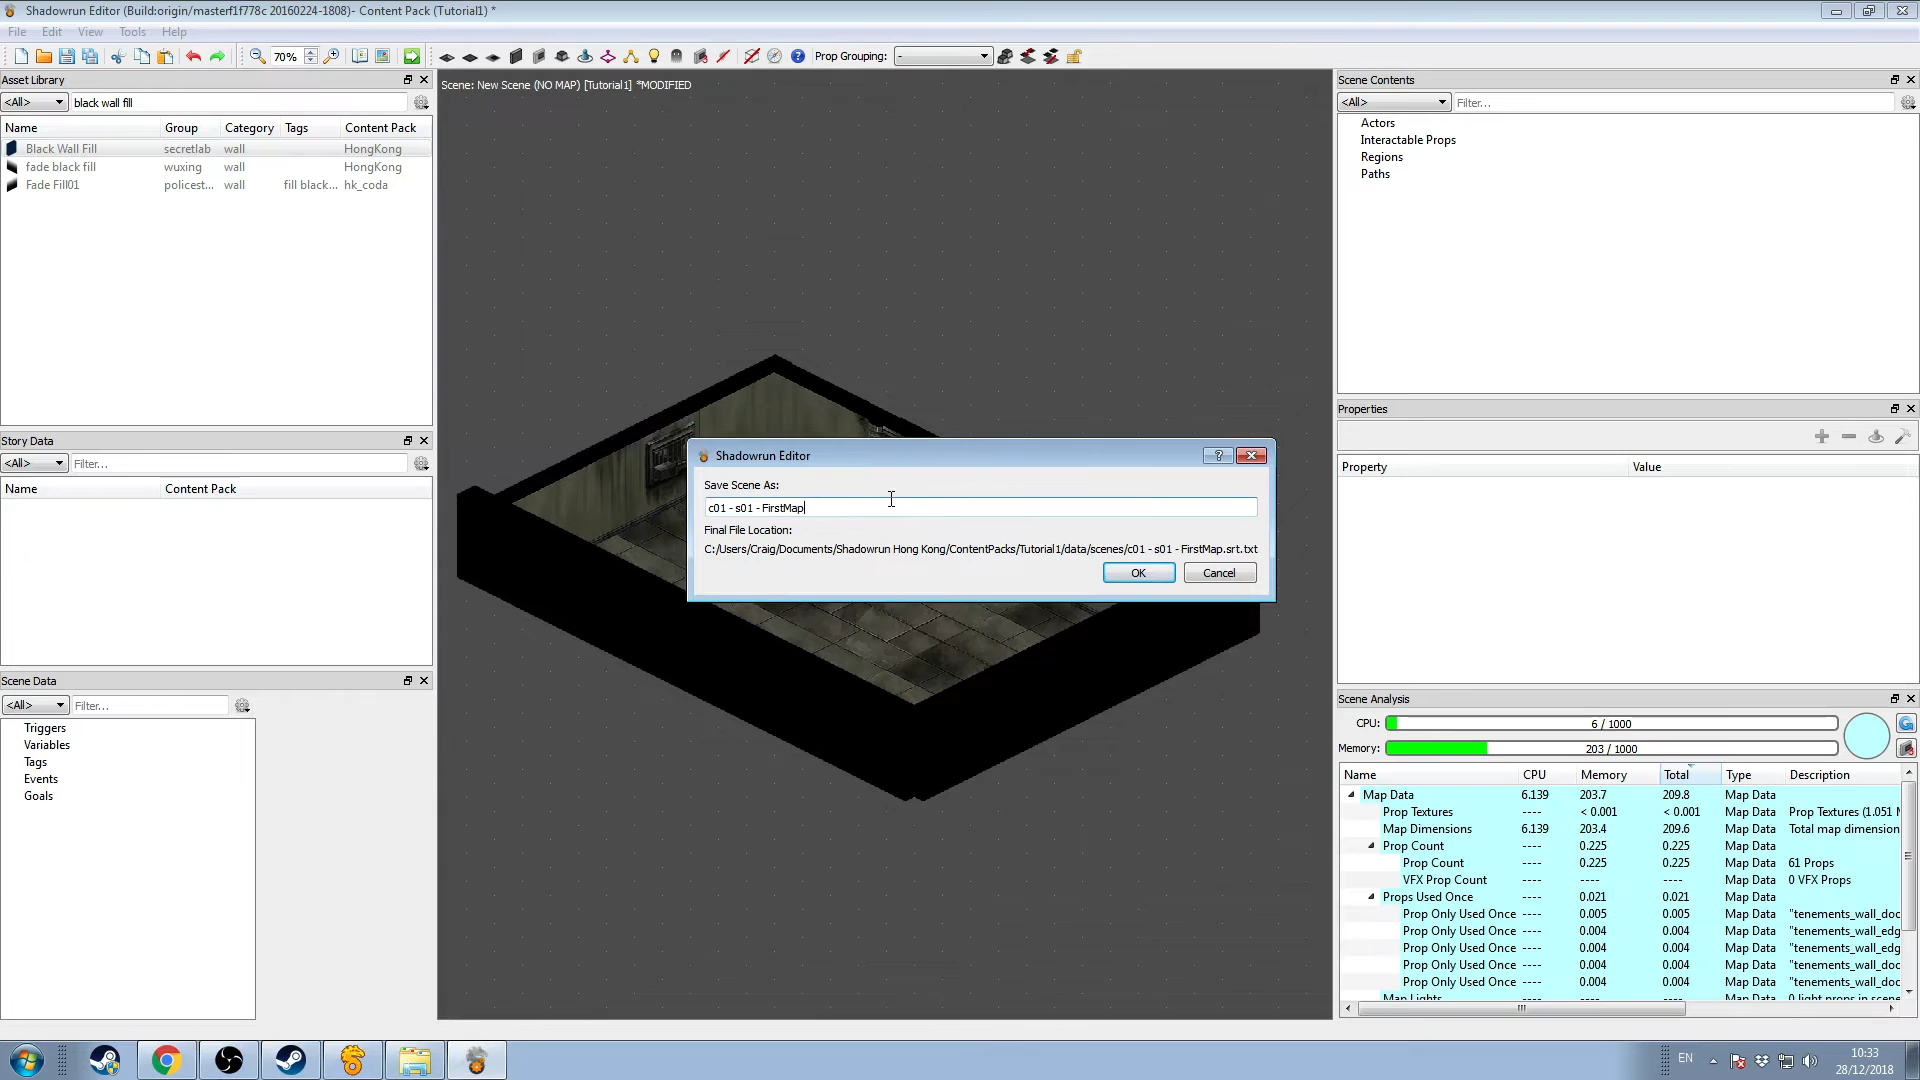 Shadowrun Editor (Build:origin/masterf1f778c 20160224-1808)- Content Pack (Tutorial1) *
File Edit View Tools Help
70% Prop Grouping: -
Asset Library
<All> black wall fill
Name Group Category Tags Content Pack
Black Wall Fill secretlab wall HongKong
fade black fill wuxing wall HongKong
Fade Fill01 policest... wall fill black... hk_coda
Story Data
<All> Filter...
Name Content Pack
Scene Data
<All> Filter...
Triggers
Variables
Tags
Events
Goals
Scene: New Scene (NO MAP) [Tutorial1] *MODIFIED
Shadowrun Editor
Save Scene As:
c01 - s01 - FirstMap
Final File Location:
C:/Users/Craig/Documents/Shadowrun Hong Kong/ContentPacks/Tutorial1/data/scenes/c01 - s01 - FirstMap.srt.txt
OK Cancel
Scene Contents
<All> Filter...
Actors
Interactable Props
Regions
Paths
Properties
Property Value
Scene Analysis
CPU: 6 / 1000
Memory: 203 / 1000
Name CPU Memory Total Type Description
Map Data 6.139 203.7 209.8 Map Data
Prop Textures ---- < 0.001 < 0.001 Map Data Prop Textures (1.051 M
Map Dimensions 6.139 203.4 209.6 Map Data Total map dimension
Prop Count ---- 0.225 0.225 Map Data
Prop Count ---- 0.225 0.225 Map Data 61 Props
VFX Prop Count ---- ---- ---- Map Data 0 VFX Props
Props Used Once ---- 0.021 0.021 Map Data
Prop Only Used Once ---- 0.005 0.005 Map Data "tenements_wall_doc
Prop Only Used Once ---- 0.004 0.004 Map Data "tenements_wall_edg
Prop Only Used Once ---- 0.004 0.004 Map Data "tenements_wall_edg
Prop Only Used Once ---- 0.004 0.004 Map Data "tenements_wall_doc
Prop Only Used Once ---- 0.004 0.004 Map Data "tenements_wall_doc
Map Lights ---- ---- ---- Map Data 0 light props in scene
EN 10:33
28/12/2018